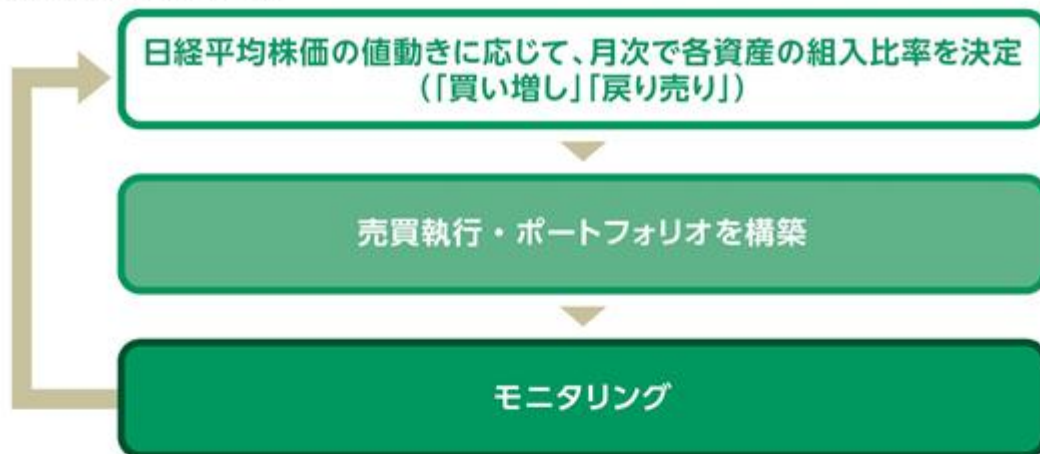 日経平均株価の値動きに応じて、月次で各資産の組入比率を決定
（「買い増し」「戻り売り」）
売買執行・ポートフォリオを構築
モニタリング